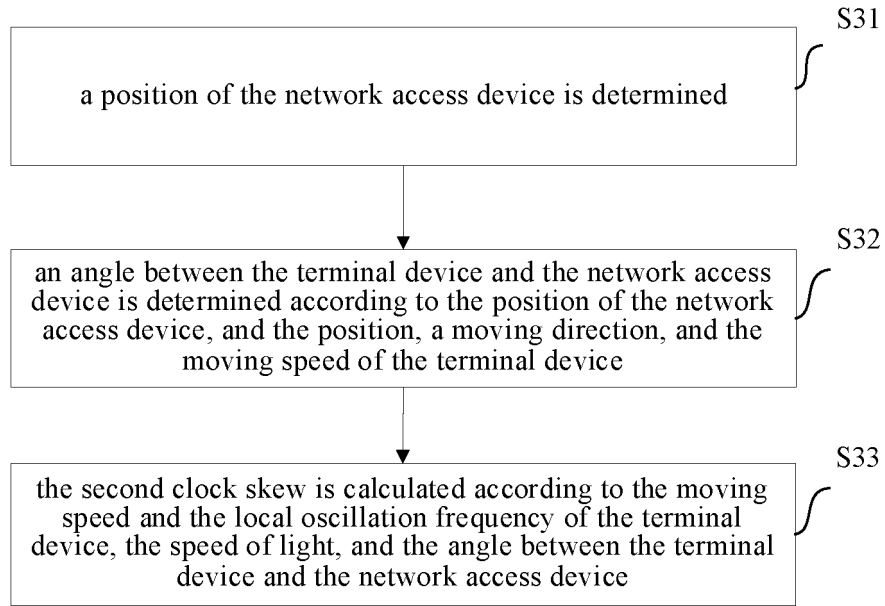 S31
a position of the network access device is determined
S32
an angle between the terminal device and the network access
device is determined according to the position of the network
access device, and the position, a moving direction, and the
moving speed of the terminal device
S33
the second clock skew is calculated according to the moving
speed and the local oscillation frequency of the terminal
device, the speed of light, and the angle between the terminal
device and the network access device